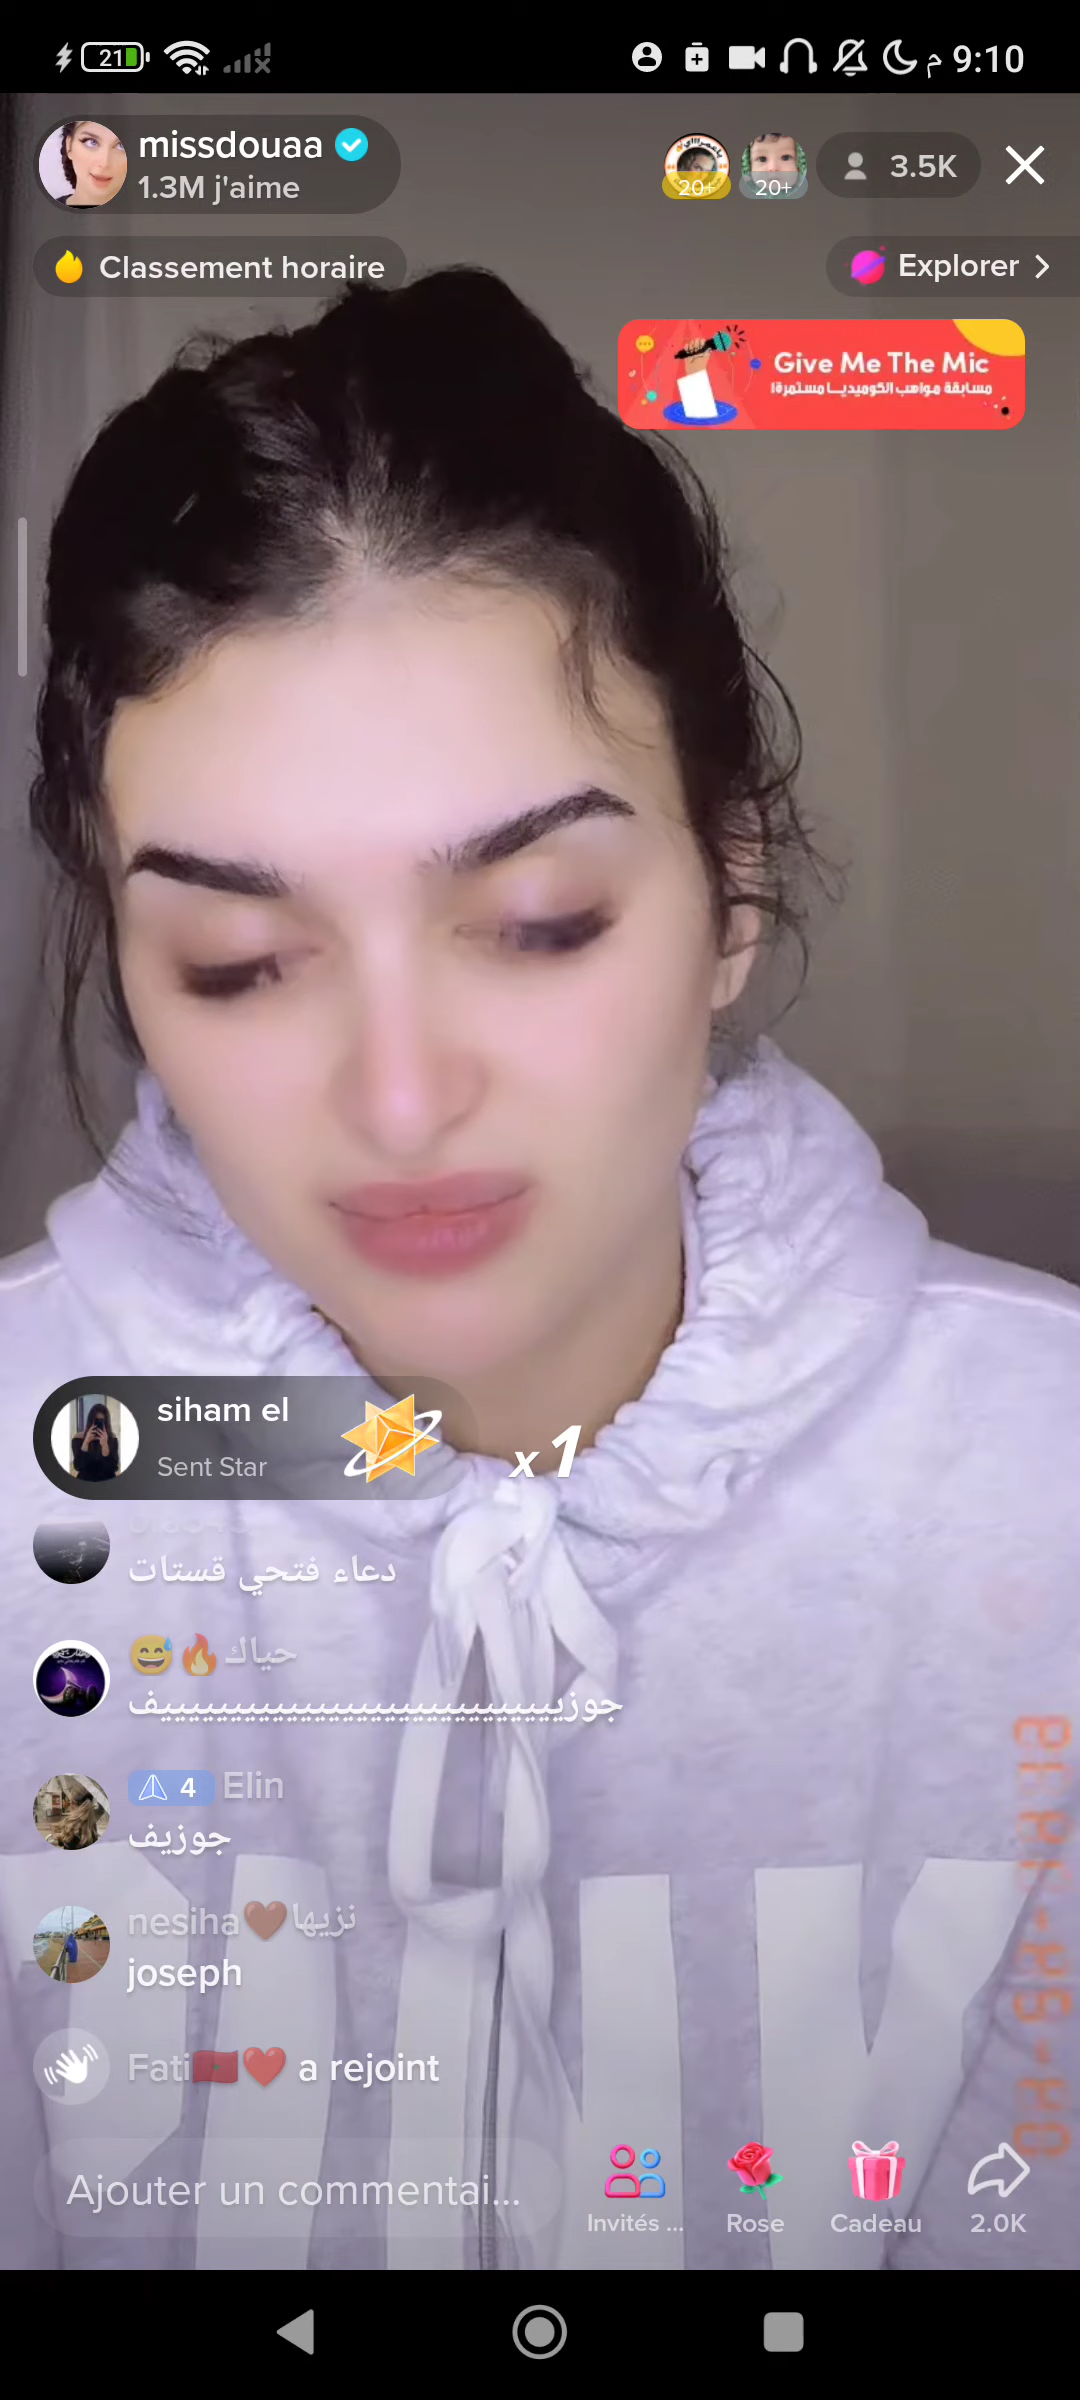 21
م 9:10
missdouaa
1.3M j'aime
20+
20+
3.5K
Classement horaire
Explorer
Give Me The Mic
مسابقة مواهب الكوميديا مستمرة!
siham el
Sent Star
x1
دعاء فتحي قستات
😅🔥حياك
جوزيييييييييييييييييييييييييييف
4 Elin
جوزيف
nesiha🤎نزيها
joseph
Fati🇲🇦❤️ a rejoint
PINK
Ajouter un commentai...
Invités ...
Rose
Cadeau
2.0K